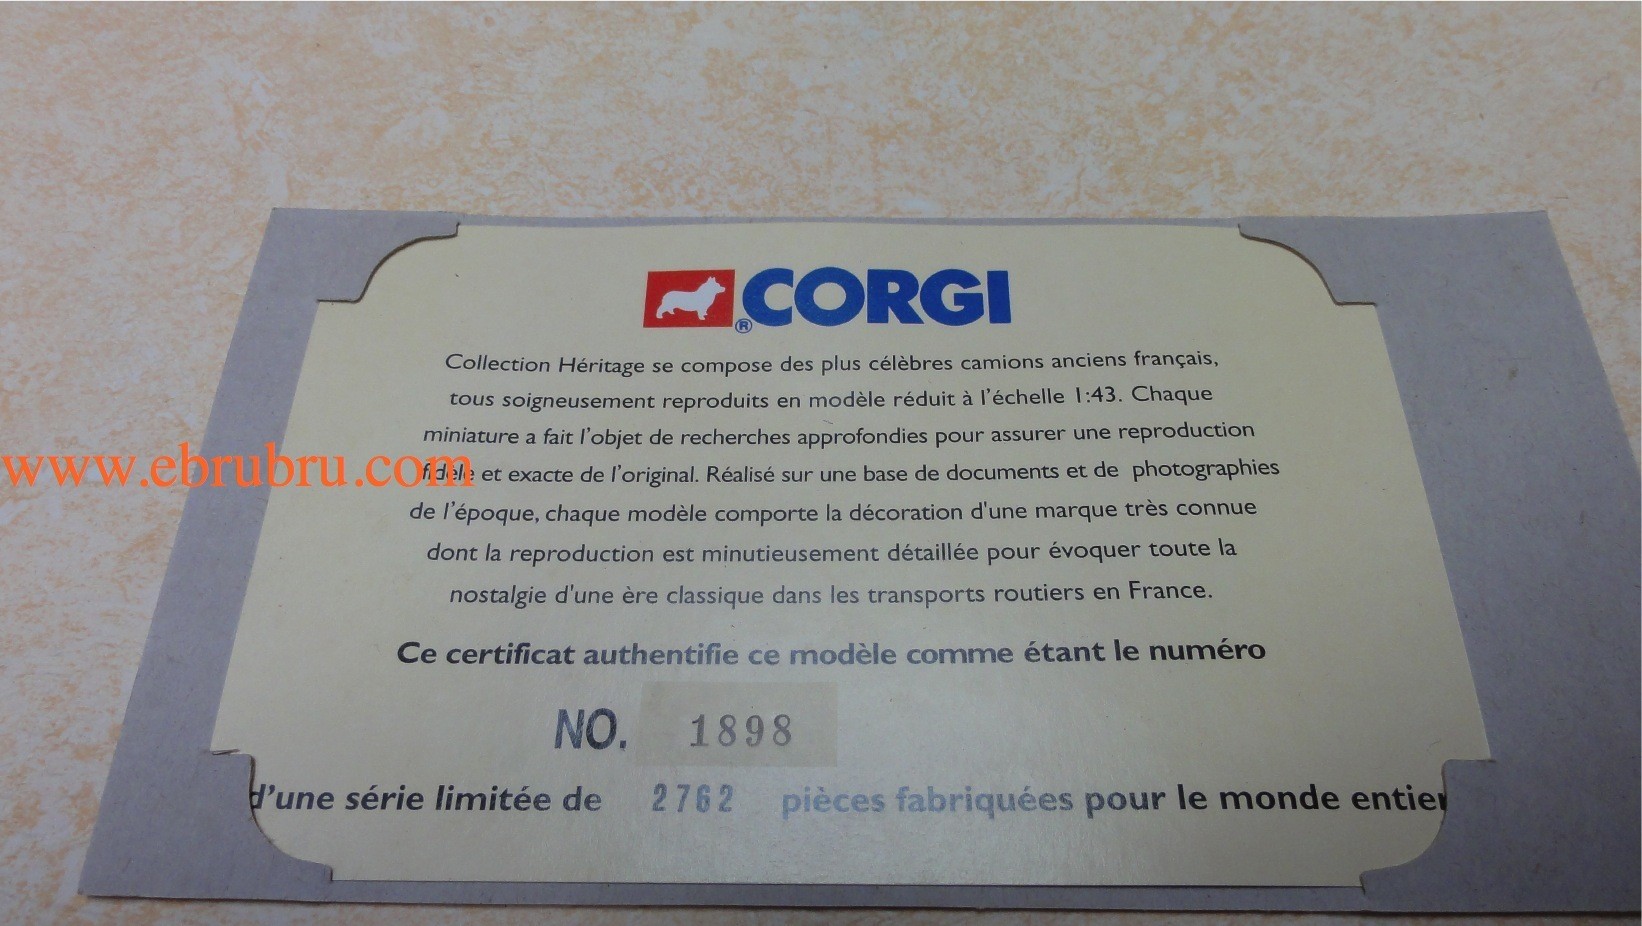 ® CORGI
Collection Héritage se compose des plus célèbres camions anciens français,
tous soigneusement reproduits en modèle réduit à l'échelle 1:43. Chaque
miniature a fait l'objet de recherches approfondies pour assurer une reproduction
fidèle et exacte de l'original. Réalisé sur une base de documents et de photographies
de l'époque, chaque modèle comporte la décoration d'une marque très connue
dont la reproduction est minutieusement détaillée pour évoquer toute la
nostalgie d'une ère classique dans les transports routiers en France.
Ce certificat authentifie ce modèle comme étant le numéro
NO. 1898
d'une série limitée de 2762 pièces fabriquées pour le monde entier
www.ebrubru.com